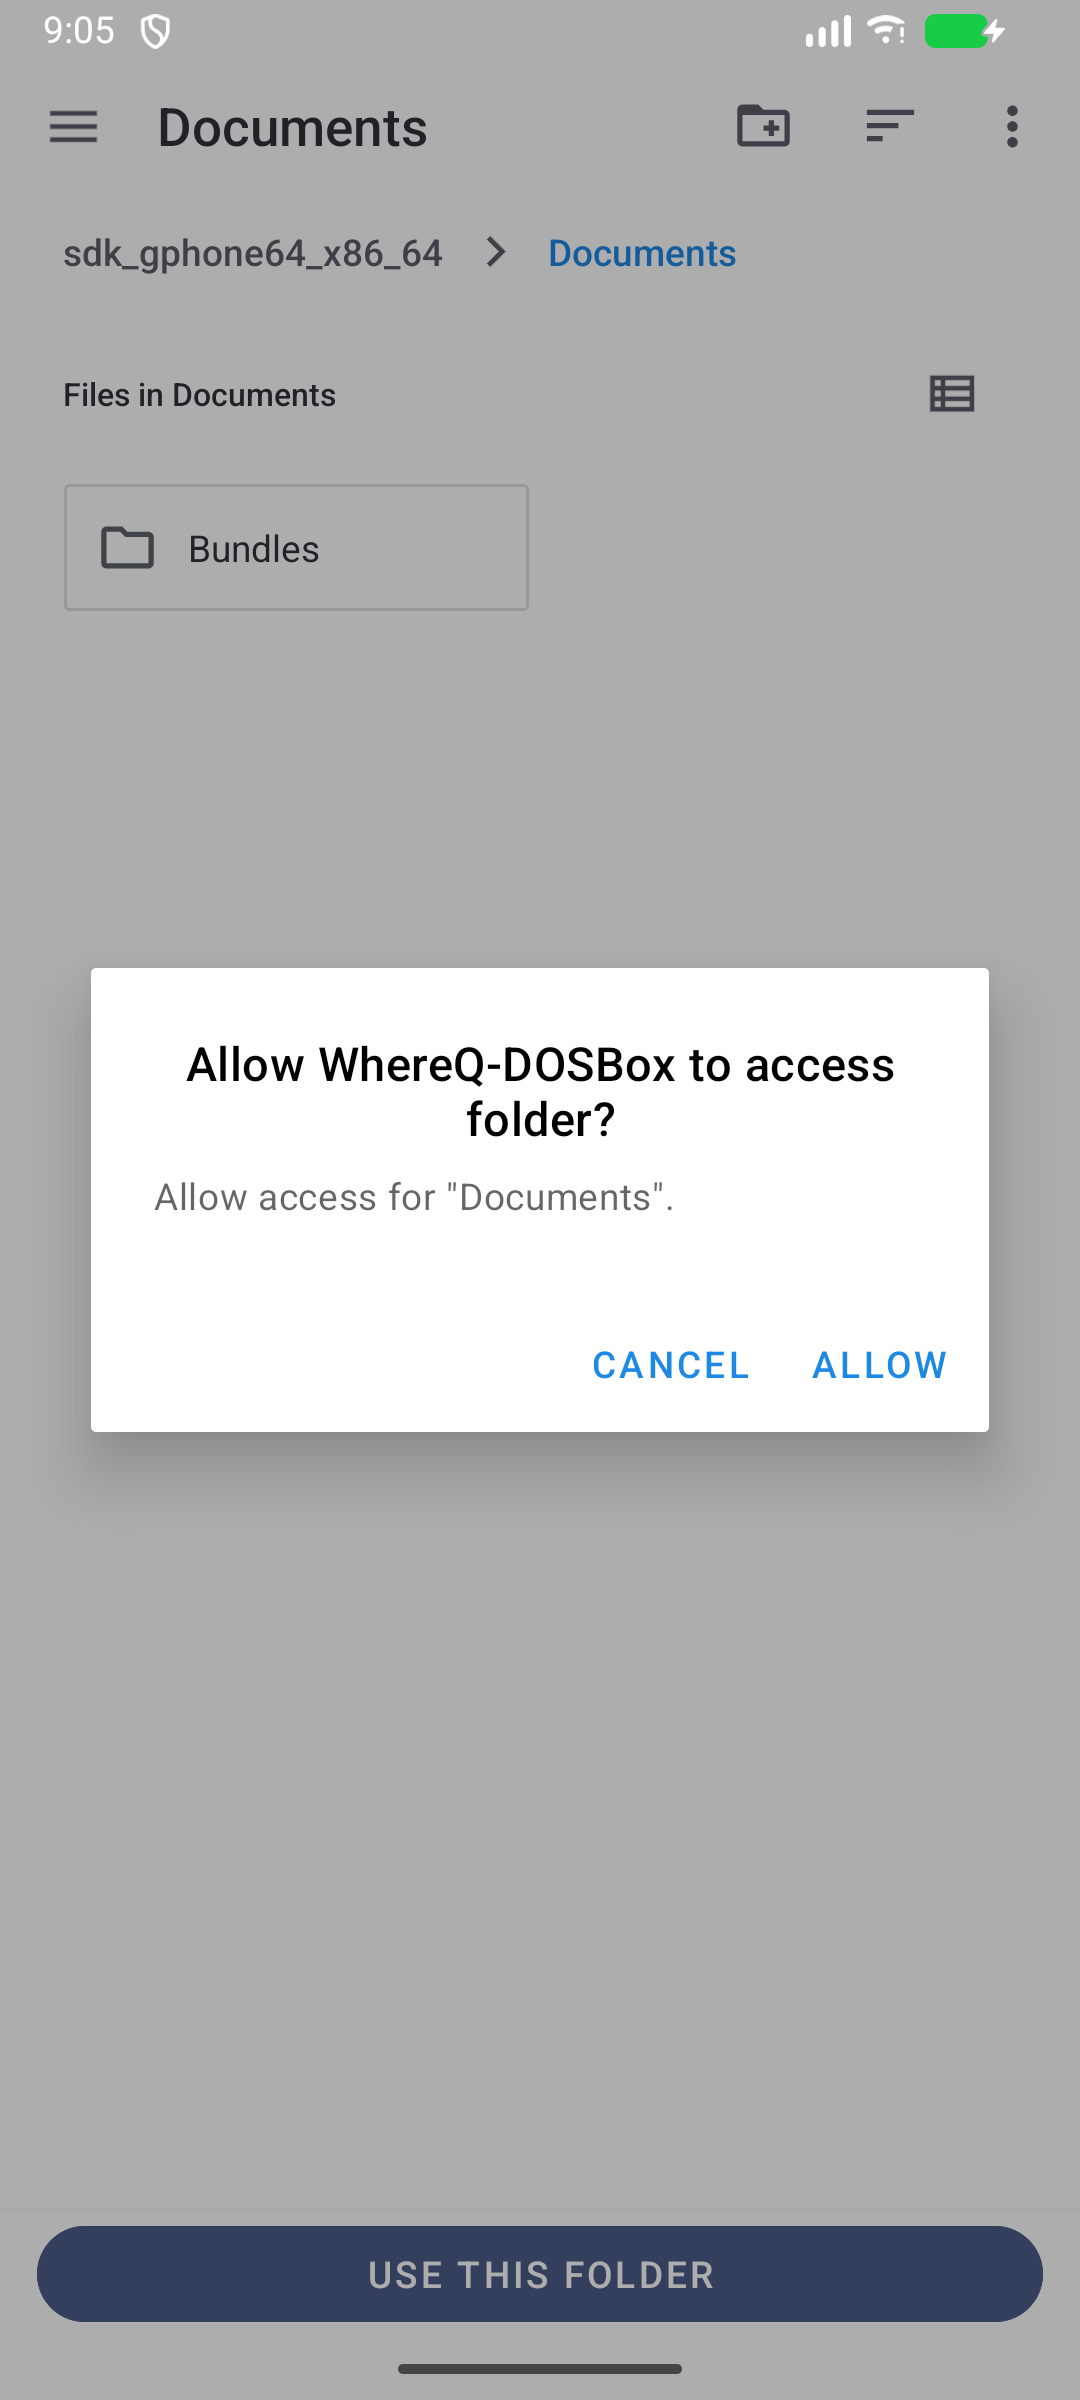 9:05
Documents
sdk_gphone64_x86_64 Documents
Files in Documents
Bundles
Allow WhereQ-DOSBox to access
folder?
Allow access for "Documents".
CANCEL ALLOW
USE THIS FOLDER